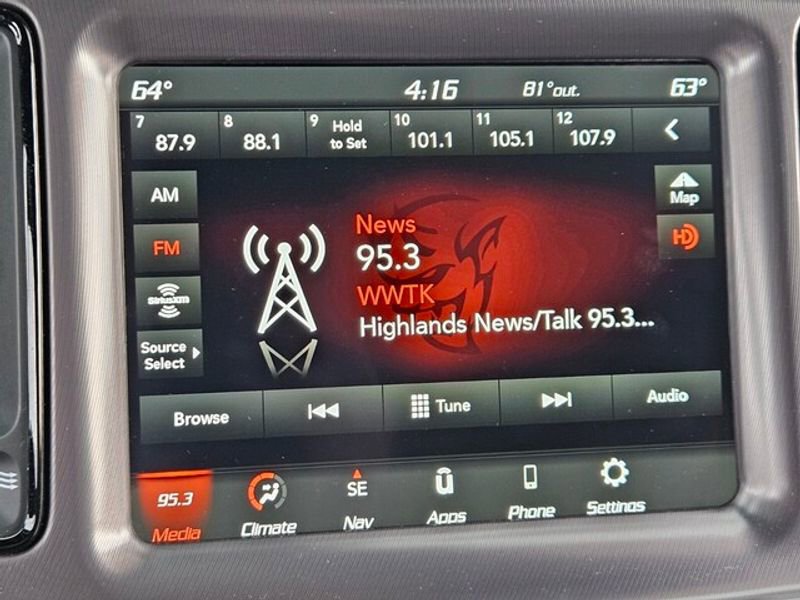 64° 4:16 81°out. 63°
7 8 9 Hold 10 11 12
87.9 88.1 to Set 101.1 105.1 107.9
AM
Map
FM
HD
SiriusXM
Source
Select
News
95.3
WWTK
Highlands News/Talk 95.3...
Browse Tune Audio
95.3 SE
Media Climate Nav Apps Phone Settings